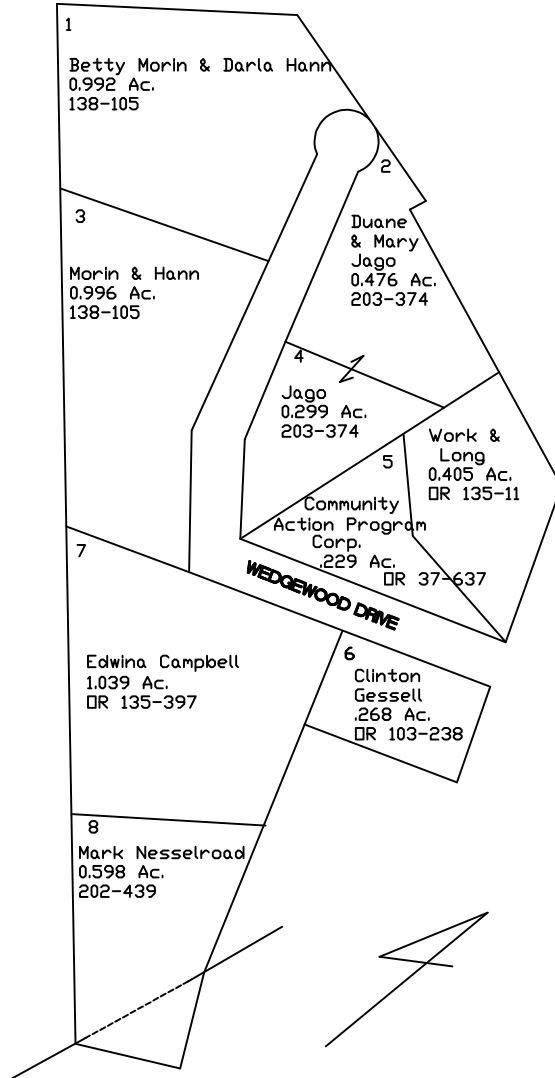 1
Betty Morin & Darla Hann
0.992 Ac.
138-105
2
Duane
& Mary
Jago
0.476 Ac.
203-374
3
Morin & Hann
0.996 Ac.
138-105
4
Jago
0.299 Ac.
203-374
Work &
Long
0.405 Ac.
OR 135-11
5
Community
Action Program
Corp.
.229 Ac.
OR 37-637
WEDGEWOOD DRIVE
7
Edwina Campbell
1.039 Ac.
OR 135-397
6
Clinton
Gessell
.268 Ac.
OR 103-238
8
Mark Nesselroad
0.598 Ac.
202-439